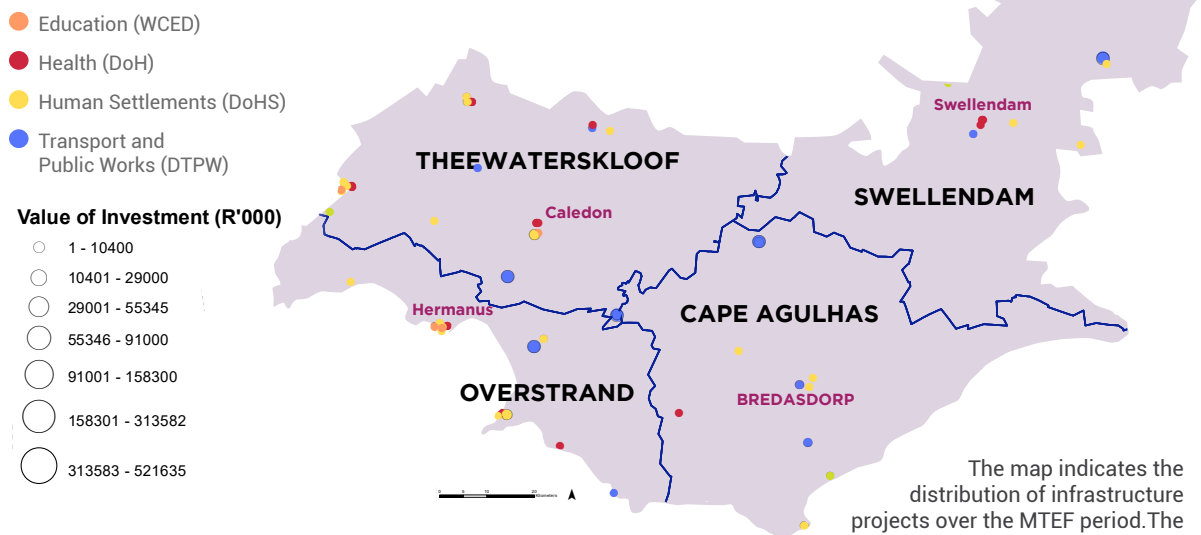 Education (WCED)
Health (DoH)
Human Settlements (DoHS)
Transport and
Public Works (DTPW)
Value of Investment (R'000)
1 - 10400
10401 - 29000
29001 - 55345
55346 - 91000
91001 - 158300
158301 - 313582
313583 - 521635
THEEWATERSKLOOF
Caledon
Hermanus
OVERSTRAND
Swellendam
SWELLENDAM
CAPE AGULHAS
BREDASDORP
The map indicates the
distribution of infrastructure
projects over the MTEF period.The